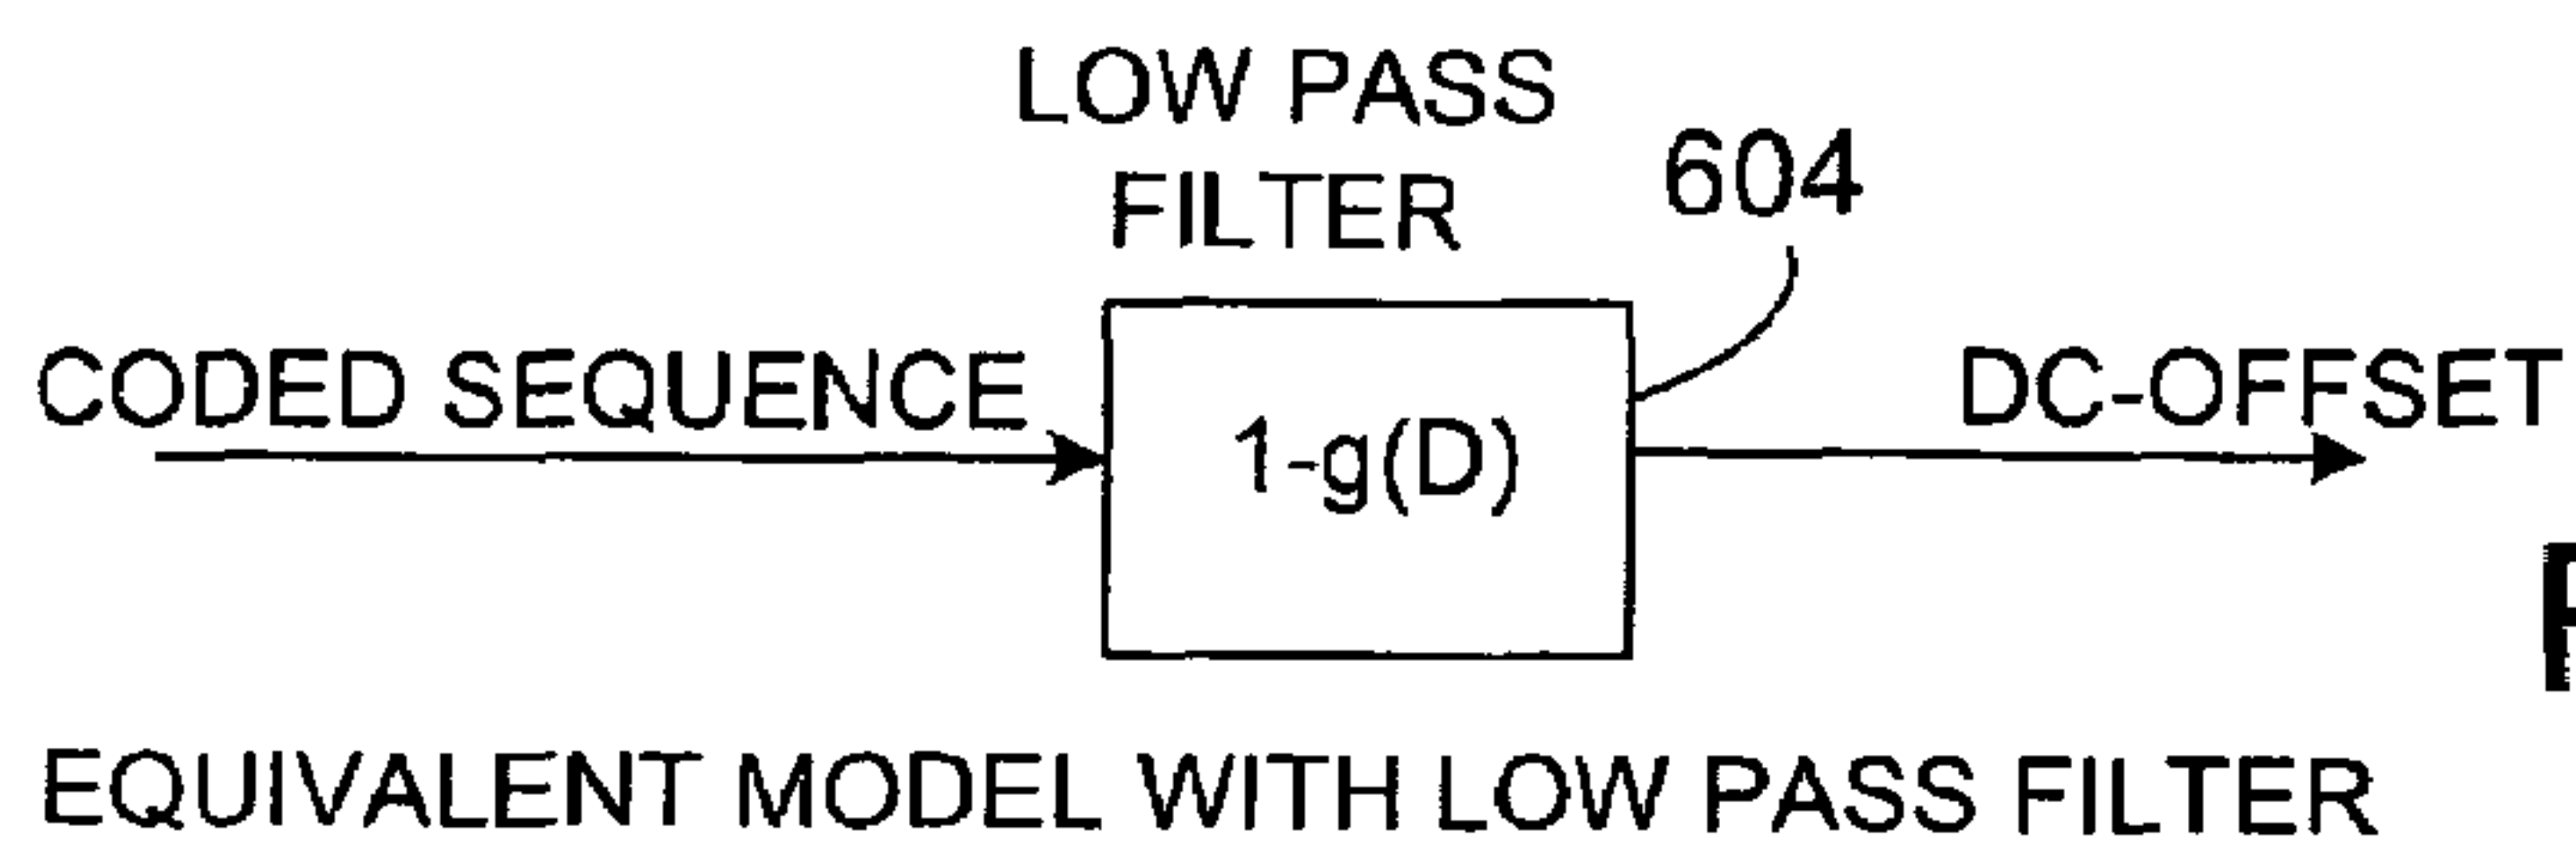 LOW PASS
FILTER
604
CODED SEQUENCE
1-g(D)
DC-OFFSET
EQUIVALENT MODEL WITH LOW PASS FILTER